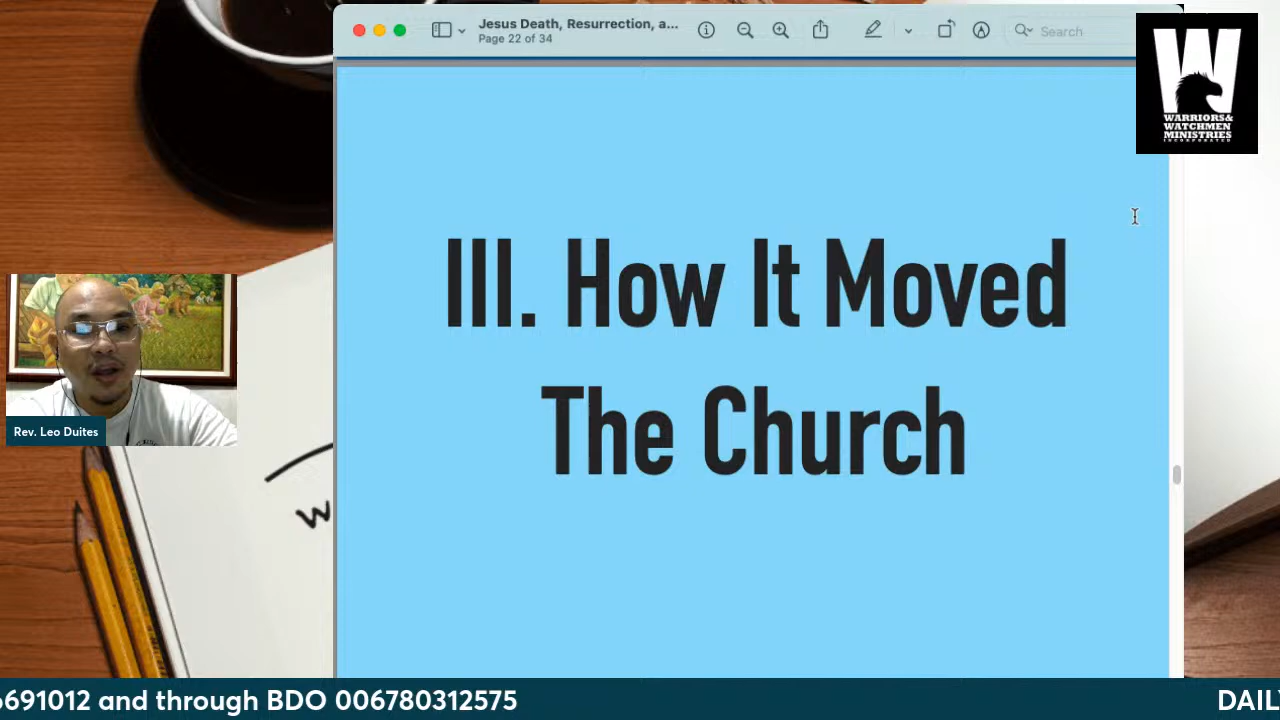 Jesus Death, Resurrection, a...
Page 22 of 34
Search
WARRIORS&
WATCHMEN
MINISTRIES
INCORPORATED
III. How It Moved
The Church
Rev. Leo Duites
W
691012 and through BDO 006780312575
DAIL